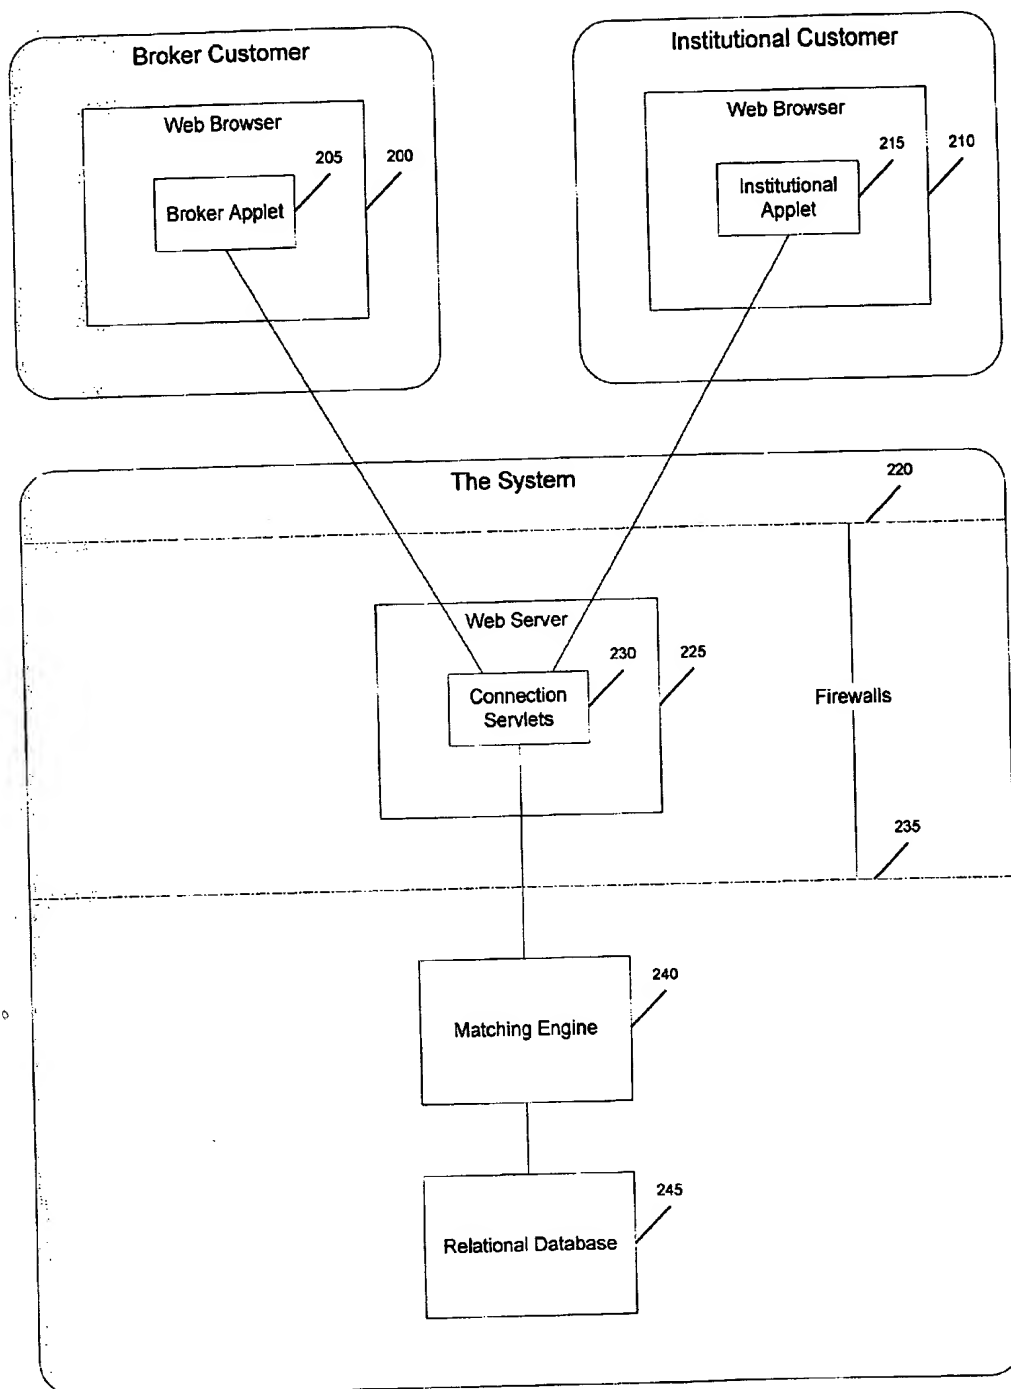 Broker Customer
Web Browser
205
200
Broker Applet
Institutional Customer
Web Browser
215
210
Institutional
Applet
The System
220
Web Server
230
225
Connection
Servlets
Firewalls
235
240
Matching Engine
245
Relational Database